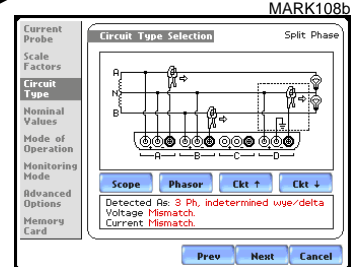 MARK108b
Current
Probe
Scale
Factors
Circuit
Type
Nominal
Values
Mode of
Operation
Monitoring
Mode
Advanced
Options
Memory
Card
Circuit Type Selection
Split Phase
A
N
B
A B C D
Scope Phasor Ckt ↑ Ckt ↓
Detected As: 3 Ph, indetermined wye/delta
Voltage Mismatch.
Current Mismatch.
Prev Next Cancel